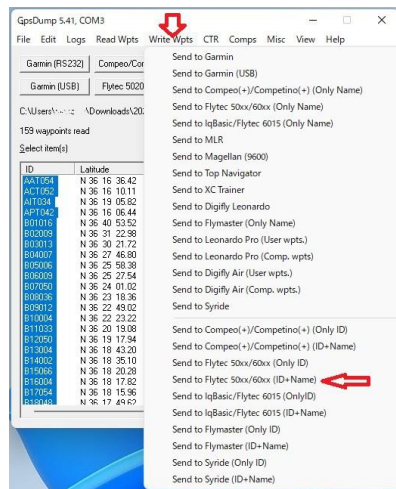 GpsDump 5.41, COM3
File Edit Logs Read Wpts Write Wpts CTR Comps Misc View Help
Garmin (RS232) Compeo/Cor
Garmin (USB) Flytec 5020
C:\Users\ \Downloads\20
159 waypoints read
Select item(s)
ID Latitude
AAT054 N 36 16 36.42
ACT052 N 36 16 10.11
AIT034 N 36 19 05.82
APT042 N 36 16 06.44
B01016 N 36 40 53.52
B02009 N 36 31 22.98
B03013 N 36 30 21.72
B04007 N 36 27 46.80
B05006 N 36 25 58.38
B06009 N 36 25 27.54
B07050 N 36 24 01.02
B08036 N 36 23 18.36
B09012 N 36 22 49.02
B10004 N 36 22 23.22
B11033 N 36 20 19.08
B12050 N 36 19 17.94
B13004 N 36 18 43.20
B14002 N 36 18 35.10
B15066 N 36 18 20.28
B16004 N 36 18 17.82
B17054 N 36 18 15.96
B18048 N 36 17 49.62
Send to Garmin
Send to Garmin (USB)
Send to Compeo(+)/Competino(+) (Only Name)
Send to Flytec 50xx/60xx (Only Name)
Send to IqBasic/Flytec 6015 (Only Name)
Send to MLR
Send to Magellan (9600)
Send to Top Navigator
Send to XC Trainer
Send to Digifly Leonardo
Send to Flymaster (Only Name)
Send to Leonardo Pro (User wpts.)
Send to Leonardo Pro (Comp. wpts)
Send to Digifly Air (User wpts.)
Send to Digifly Air (Comp. wpts.)
Send to Syride
Send to Compeo(+)/Competino(+) (Only ID)
Send to Compeo(+)/Competino(+) (ID+Name)
Send to Flytec 50xx/60xx (Only ID)
Send to Flytec 50xx/60xx (ID+Name)
Send to IqBasic/Flytec 6015 (OnlyID)
Send to IqBasic/Flytec 6015 (ID+Name)
Send to Flymaster (Only ID)
Send to Flymaster (ID+Name)
Send to Syride (Only ID)
Send to Syride (ID+Name)